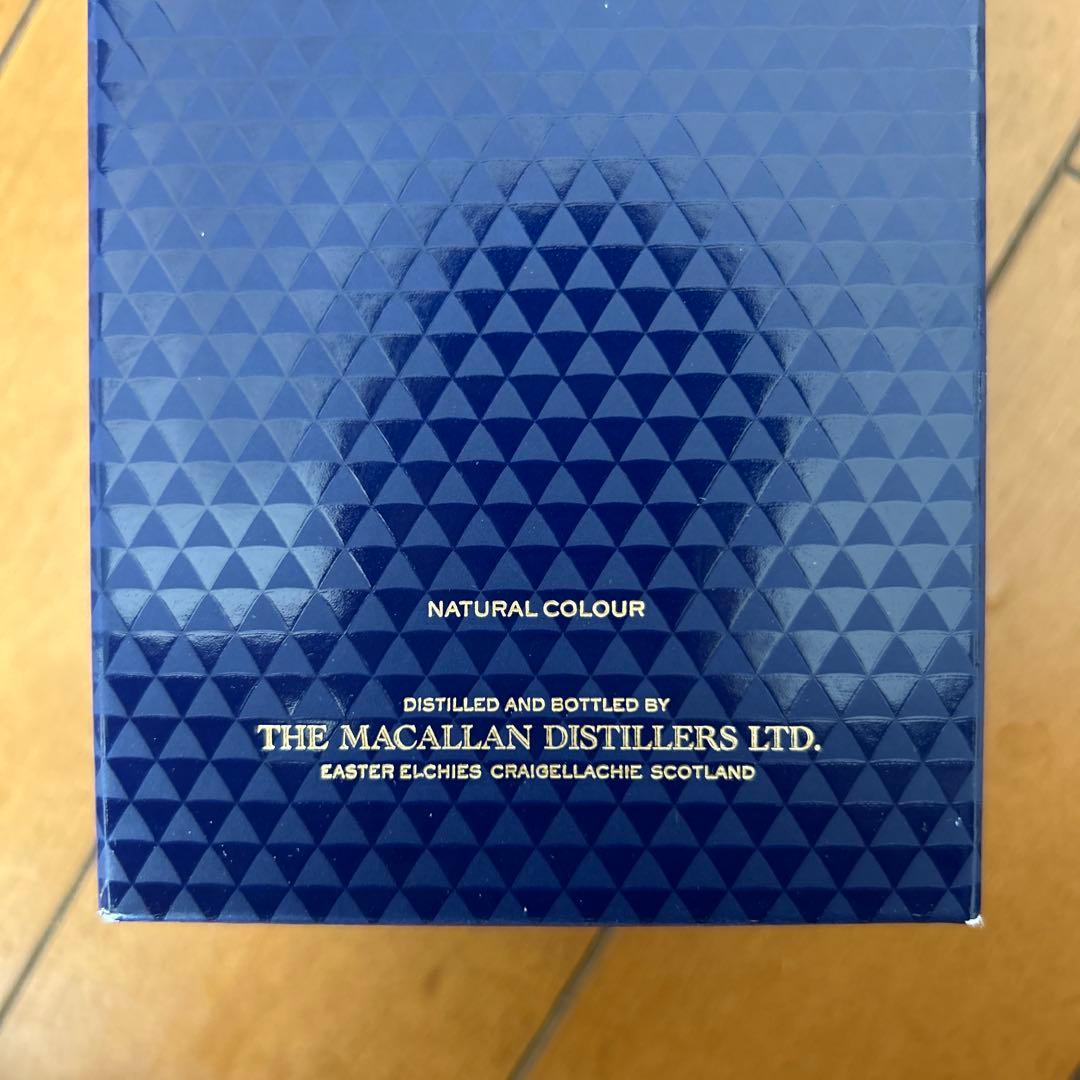 NATURAL COLOUR
DISTILLED AND BOTTLED BY
THE MACALLAN DISTILLERS LTD.
EASTER ELCHIES CRAIGELLACHIE SCOTLAND